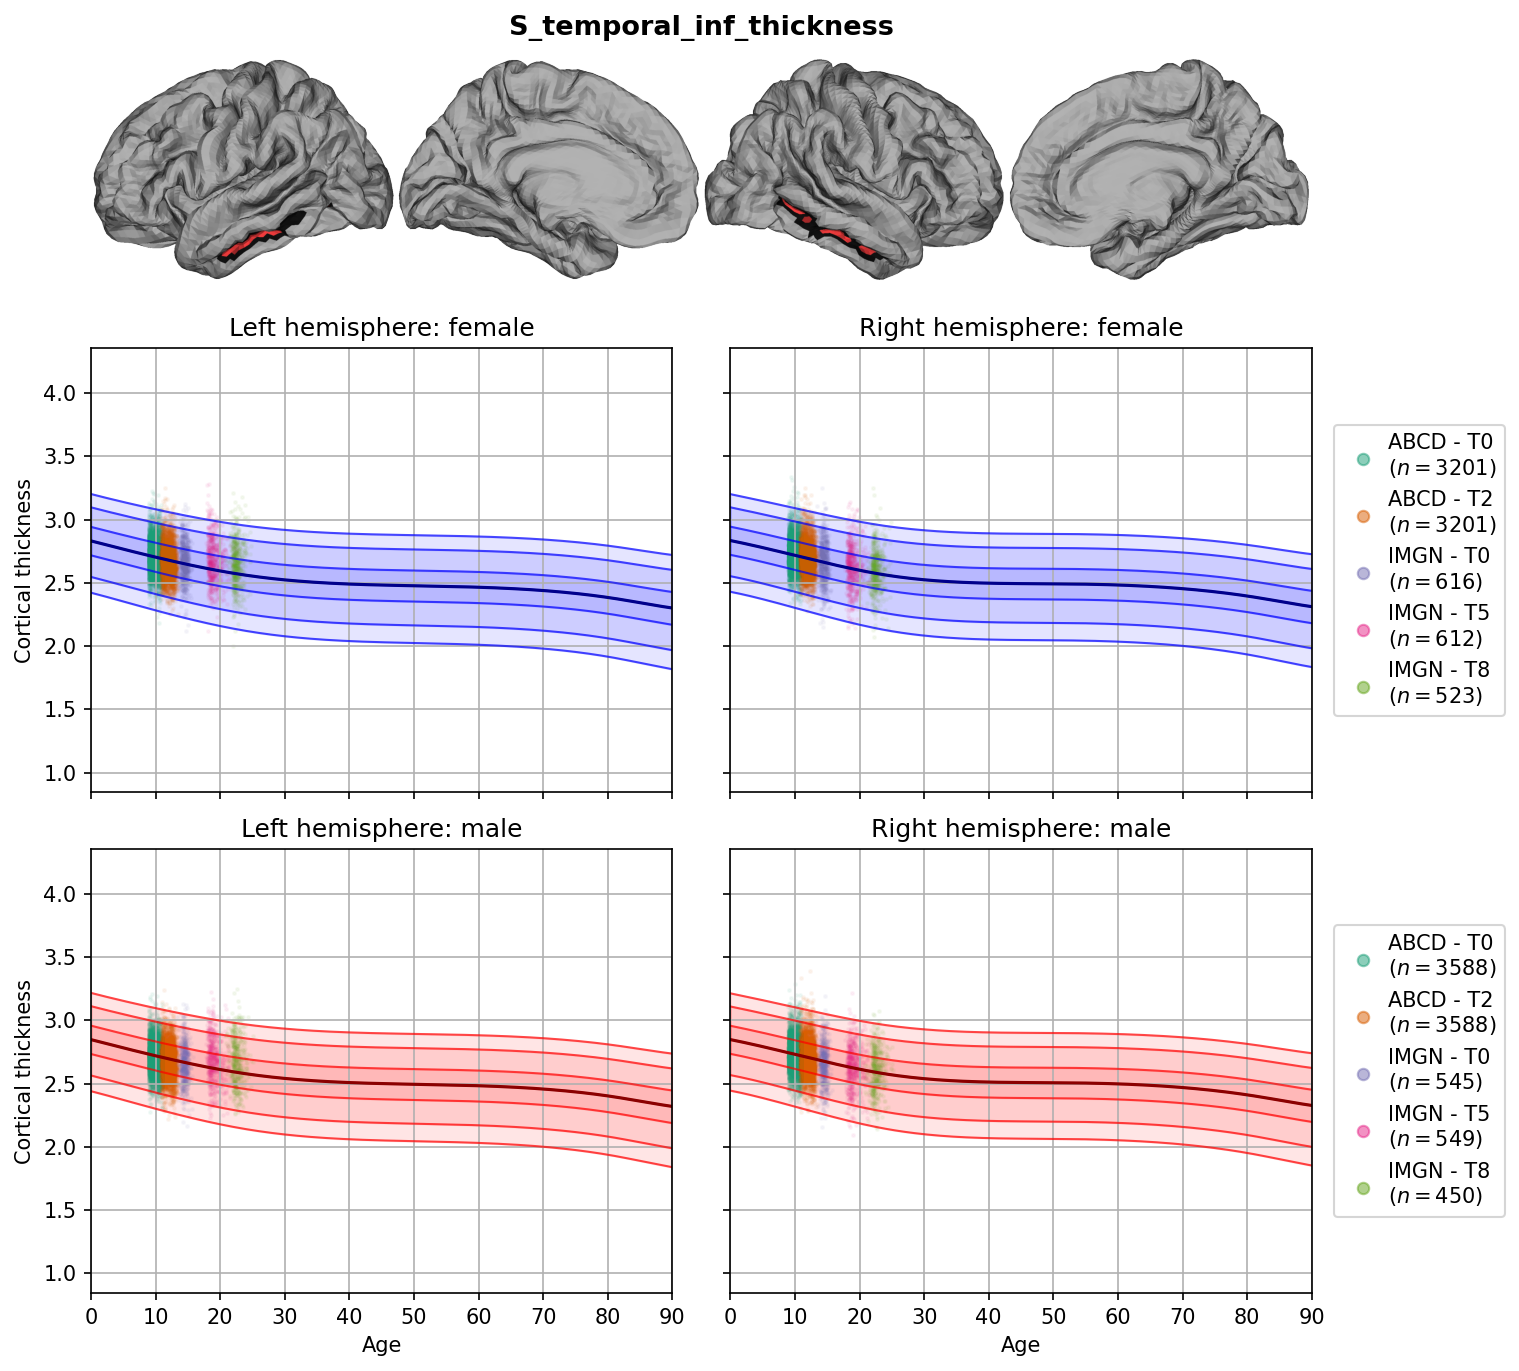 S_temporal_inf_thickness
Left hemisphere: female
Right hemisphere: female
Cortical thickness
4.0
3.5
3.0
2.5
2.0
1.5
1.0
ABCD - T0
(n = 3201)
ABCD - T2
(n = 3201)
IMGN - T0
(n = 616)
IMGN - T5
(n = 612)
IMGN - T8
(n = 523)
Left hemisphere: male
Right hemisphere: male
Cortical thickness
4.0
3.5
3.0
2.5
2.0
1.5
1.0
0 10 20 30 40 50 60 70 80 90
Age
0 10 20 30 40 50 60 70 80 90
Age
ABCD - T0
(n = 3588)
ABCD - T2
(n = 3588)
IMGN - T0
(n = 545)
IMGN - T5
(n = 549)
IMGN - T8
(n = 450)